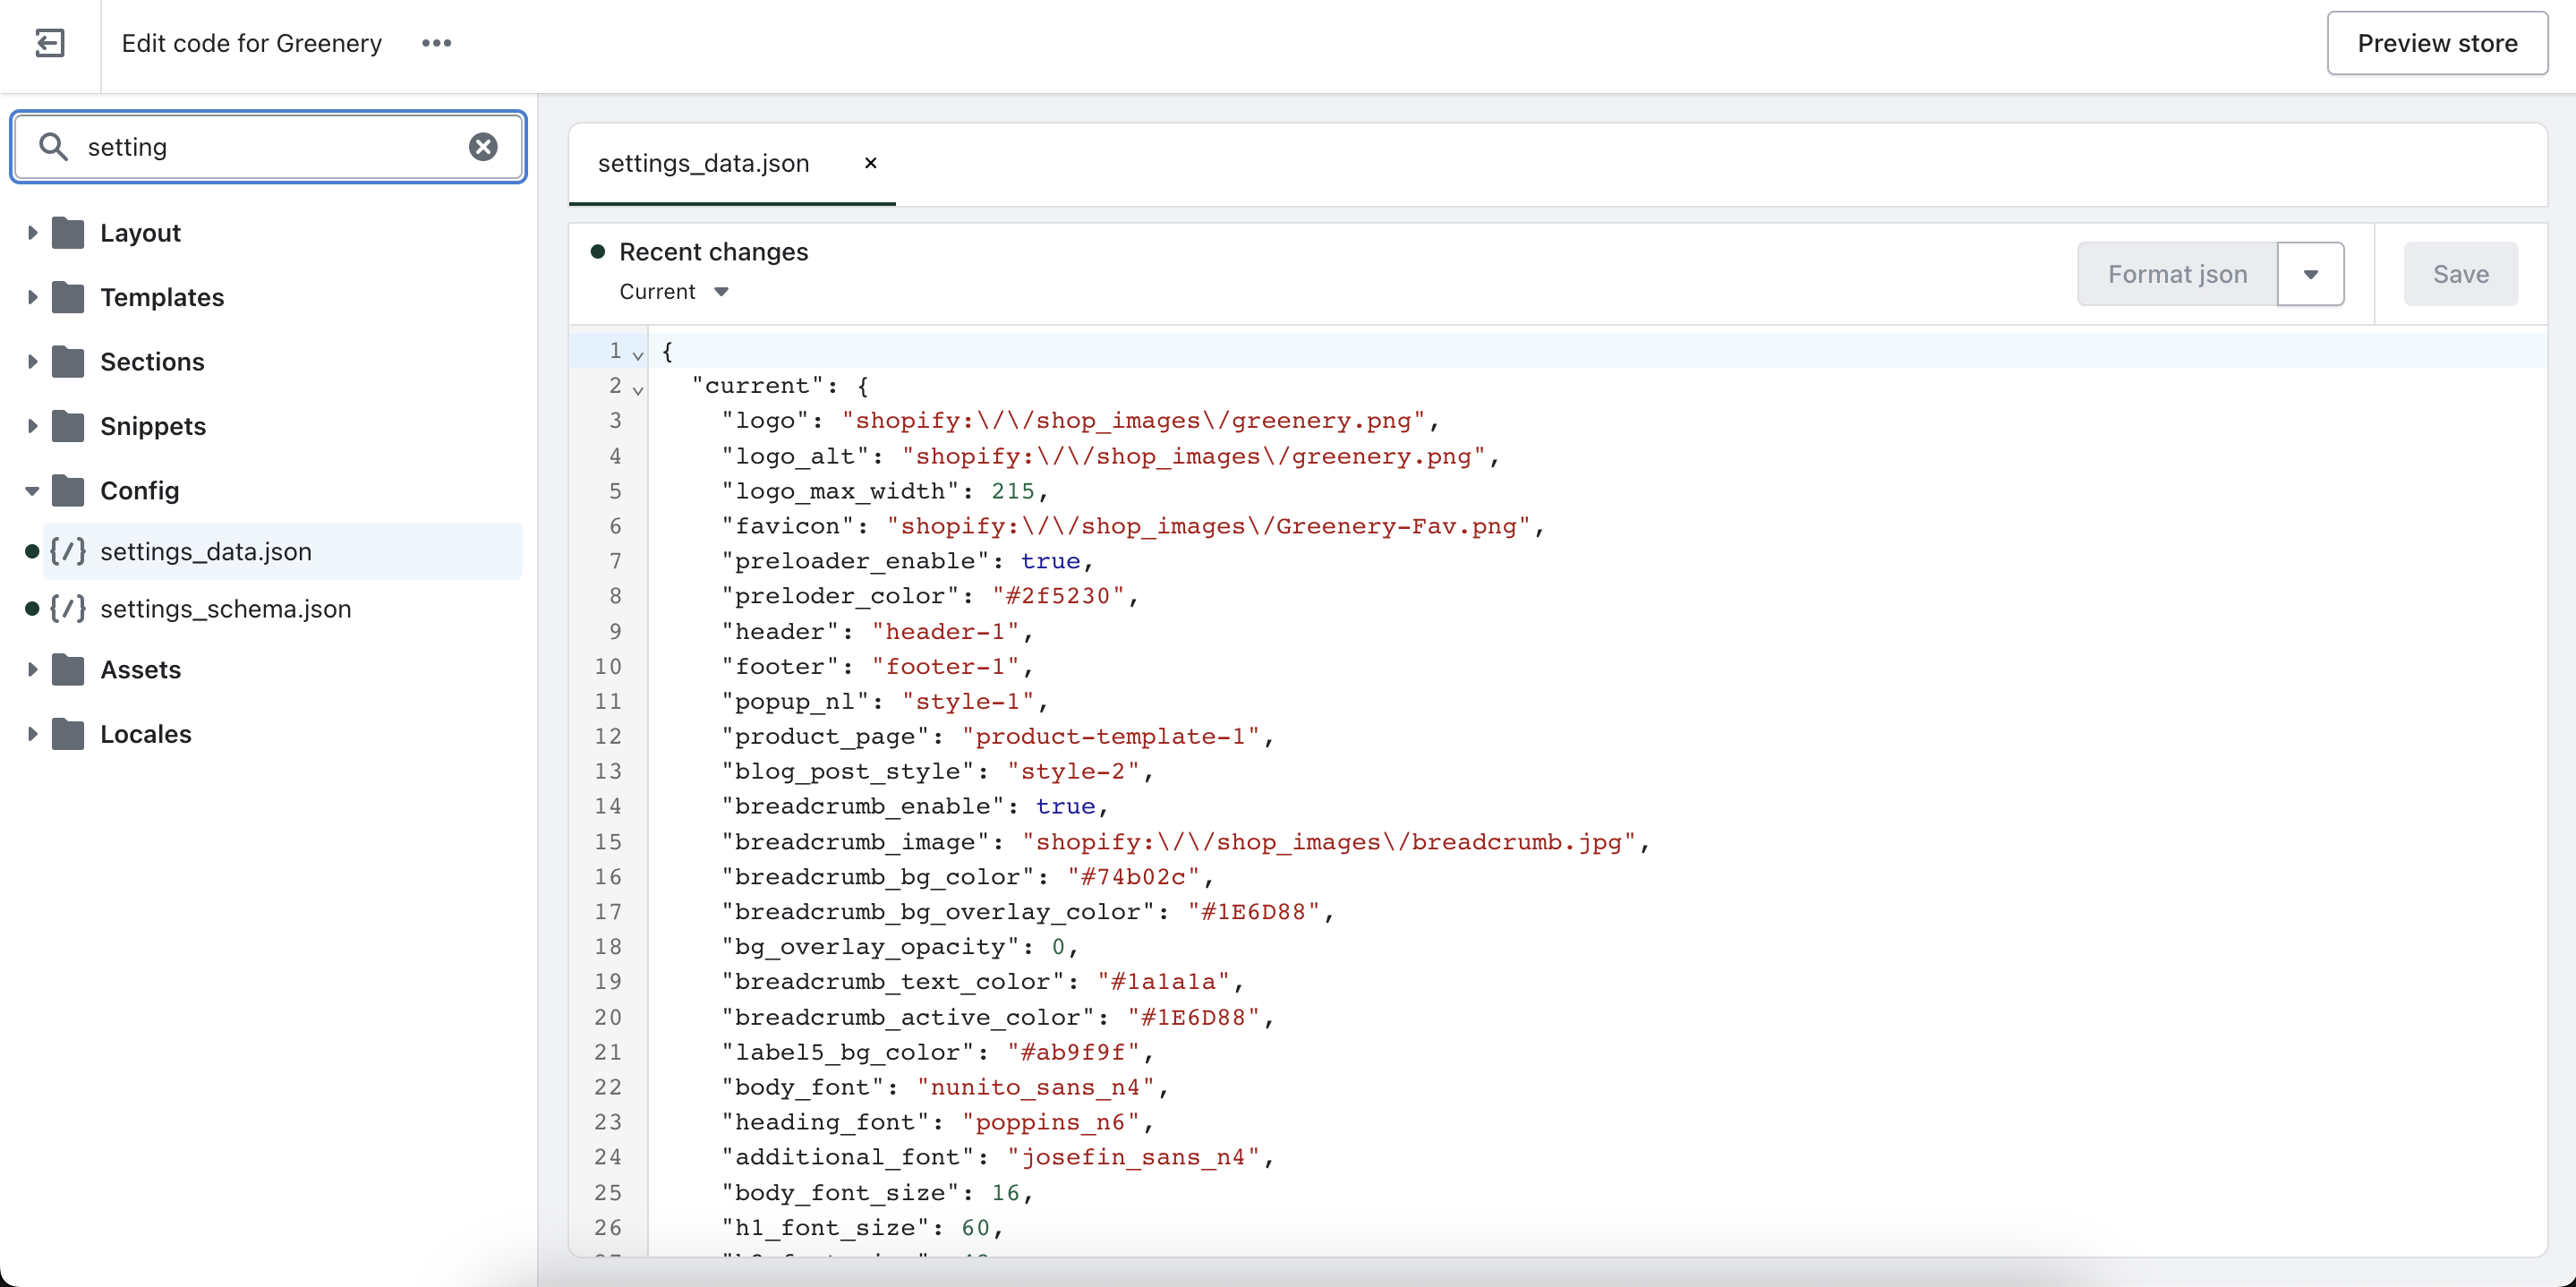 Edit code for Greenery
Preview store
setting
Layout
Templates
Sections
Snippets
Config
settings_data.json
settings_schema.json
Assets
Locales
settings_data.json
Recent changes
Current
Format json
Save
1 {
2 "current": {
3 "logo": "shopify:\/\/shop_images\/greenery.png",
4 "logo_alt": "shopify:\/\/shop_images\/greenery.png",
5 "logo_max_width": 215,
6 "favicon": "shopify:\/\/shop_images\/Greenery-Fav.png",
7 "preloader_enable": true,
8 "preloder_color": "#2f5230",
9 "header": "header-1",
10 "footer": "footer-1",
11 "popup_nl": "style-1",
12 "product_page": "product-template-1",
13 "blog_post_style": "style-2",
14 "breadcrumb_enable": true,
15 "breadcrumb_image": "shopify:\/\/shop_images\/breadcrumb.jpg",
16 "breadcrumb_bg_color": "#74b02c",
17 "breadcrumb_bg_overlay_color": "#1E6D88",
18 "bg_overlay_opacity": 0,
19 "breadcrumb_text_color": "#1a1a1a",
20 "breadcrumb_active_color": "#1E6D88",
21 "label5_bg_color": "#ab9f9f",
22 "body_font": "nunito_sans_n4",
23 "heading_font": "poppins_n6",
24 "additional_font": "josefin_sans_n4",
25 "body_font_size": 16,
26 "h1_font_size": 60,